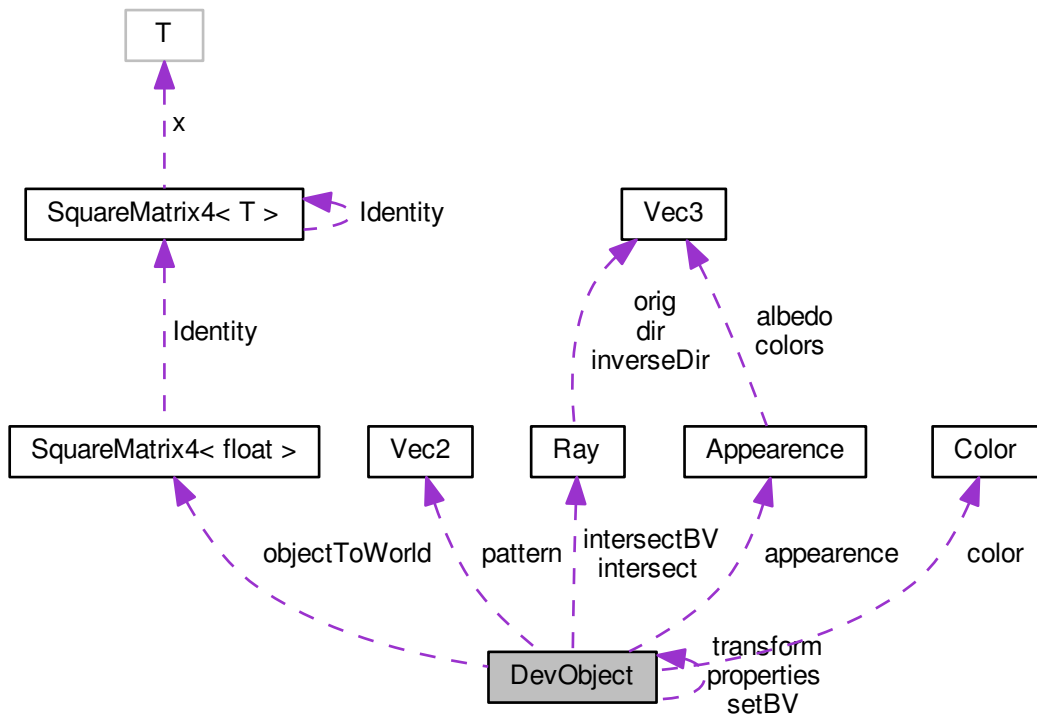 T
x
SquareMatrix4< T >
Identity
Vec3
Identity
orig
dir
inverseDir
albedo
colors
SquareMatrix4< float >
Vec2
Ray
Appearence
Color
objectToWorld
pattern
intersectBV
intersect
appearence
color
DevObject
transform
properties
setBV